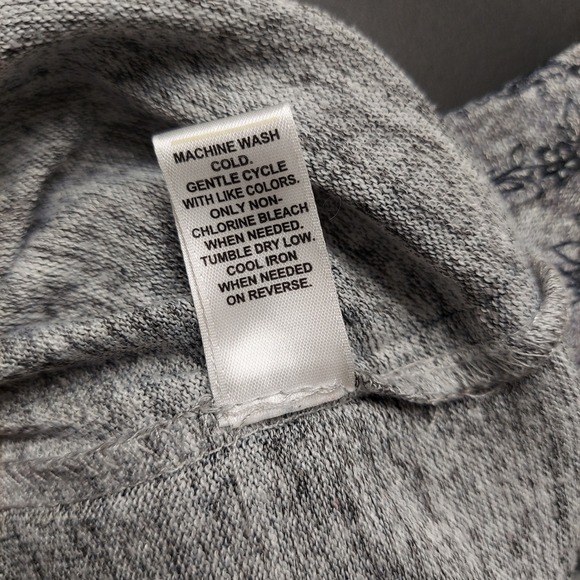 MACHINE WASH
COLD.
GENTLE CYCLE
WITH LIKE COLORS.
ONLY NON-
CHLORINE BLEACH
WHEN NEEDED.
TUMBLE DRY LOW.
COOL IRON
WHEN NEEDED
ON REVERSE.